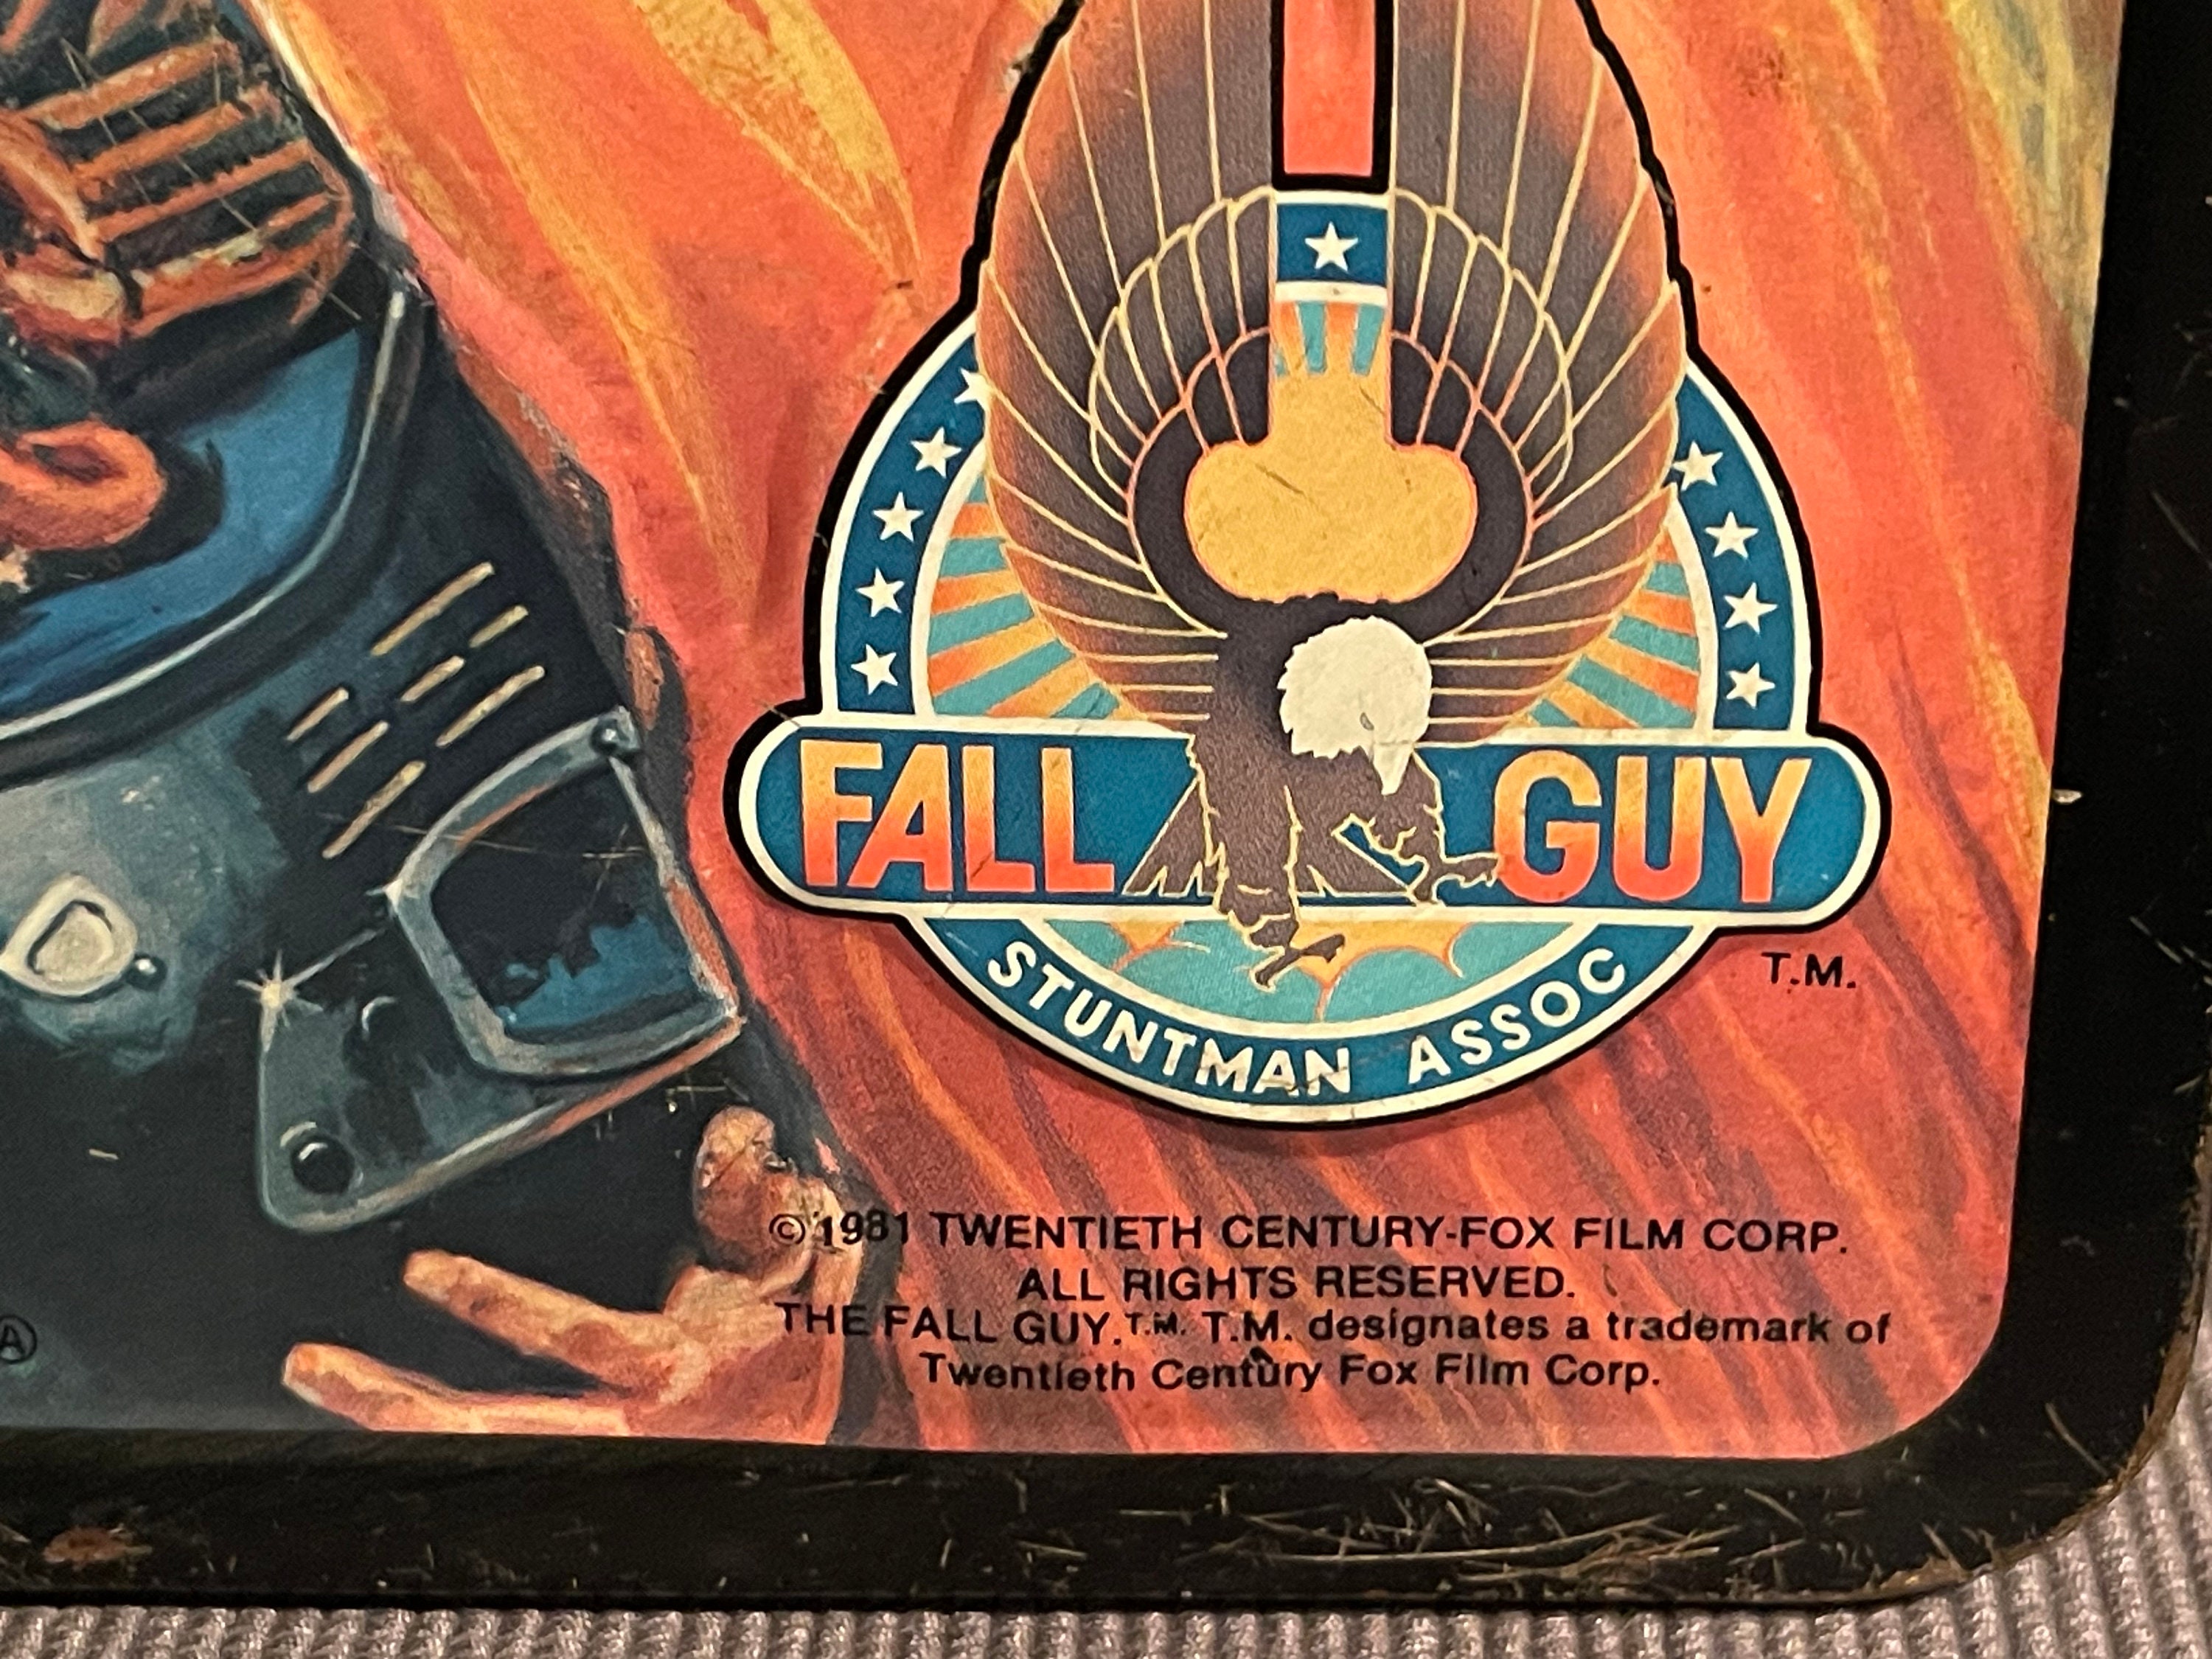 FALL GUY
T.M.
STUNTMAN ASSOC
©1981 TWENTIETH CENTURY-FOX FILM CORP.
ALL RIGHTS RESERVED.
THE FALL GUY.T.M. T.M. designates a trademark of
Twentieth Century Fox Film Corp.
A